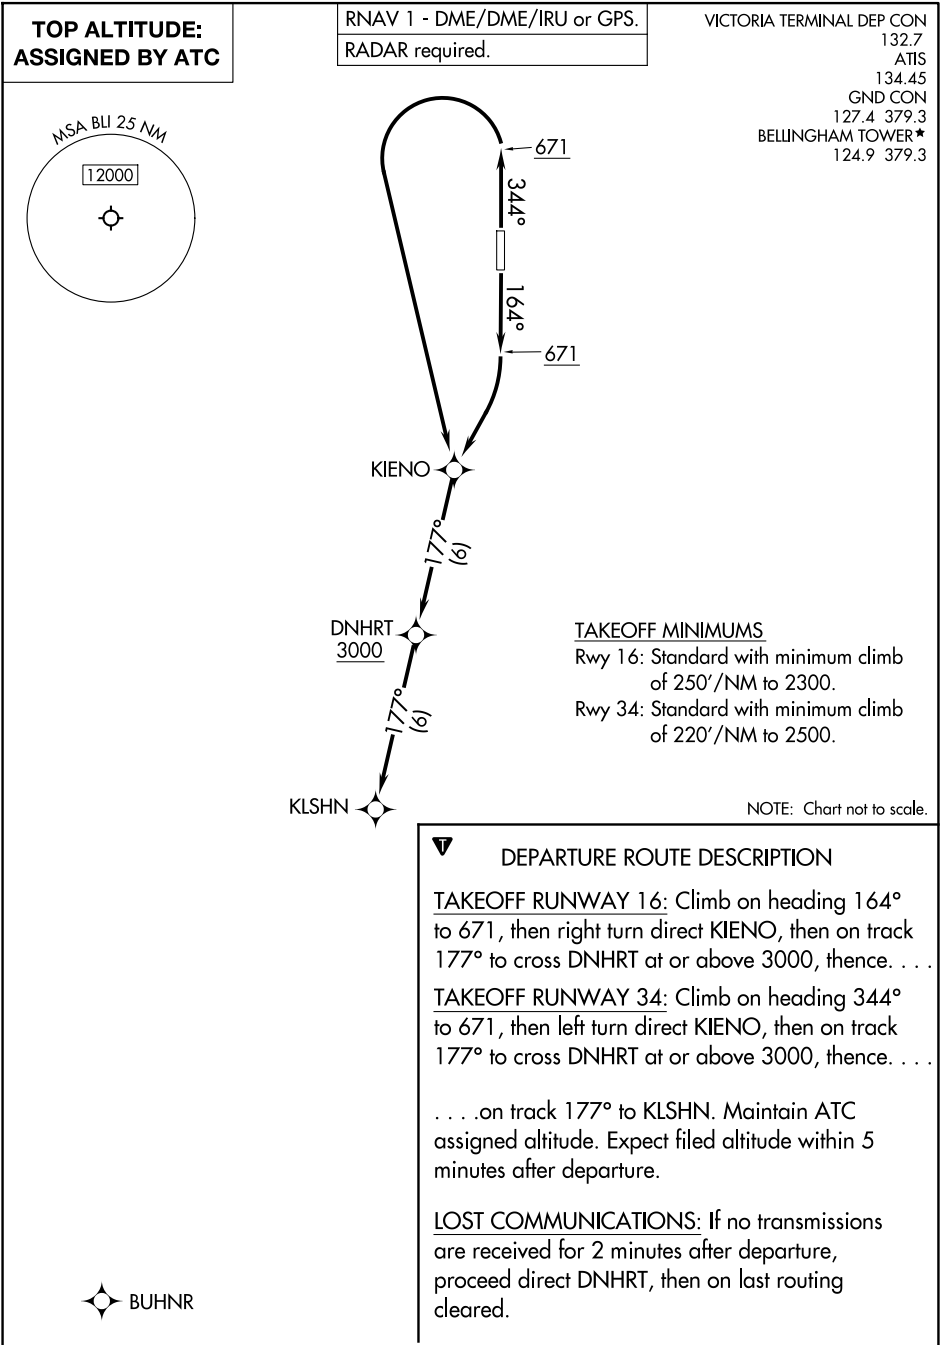 TOP ALTITUDE:
ASSIGNED BY ATC
RNAV 1 - DME/DME/IRU or GPS.
RADAR required.
VICTORIA TERMINAL DEP CON
132.7
ATIS
134.45
GND CON
127.4 379.3
BELLINGHAM TOWER★
124.9 379.3
MSA BLI 25 NM
12000
671
344°
164°
671
KIENO
177°
(6)
DNHRT
3000
177°
(6)
KLSHN
TAKEOFF MINIMUMS
Rwy 16: Standard with minimum climb
of 250'/NM to 2300.
Rwy 34: Standard with minimum climb
of 220'/NM to 2500.
NOTE: Chart not to scale.
T
DEPARTURE ROUTE DESCRIPTION
TAKEOFF RUNWAY 16: Climb on heading 164°
to 671, then right turn direct KIENO, then on track
177° to cross DNHRT at or above 3000, thence. . . .
TAKEOFF RUNWAY 34: Climb on heading 344°
to 671, then left turn direct KIENO, then on track
177° to cross DNHRT at or above 3000, thence. . . .
. . . .on track 177° to KLSHN. Maintain ATC
assigned altitude. Expect filed altitude within 5
minutes after departure.
LOST COMMUNICATIONS: If no transmissions
are received for 2 minutes after departure,
proceed direct DNHRT, then on last routing
cleared.
BUHNR